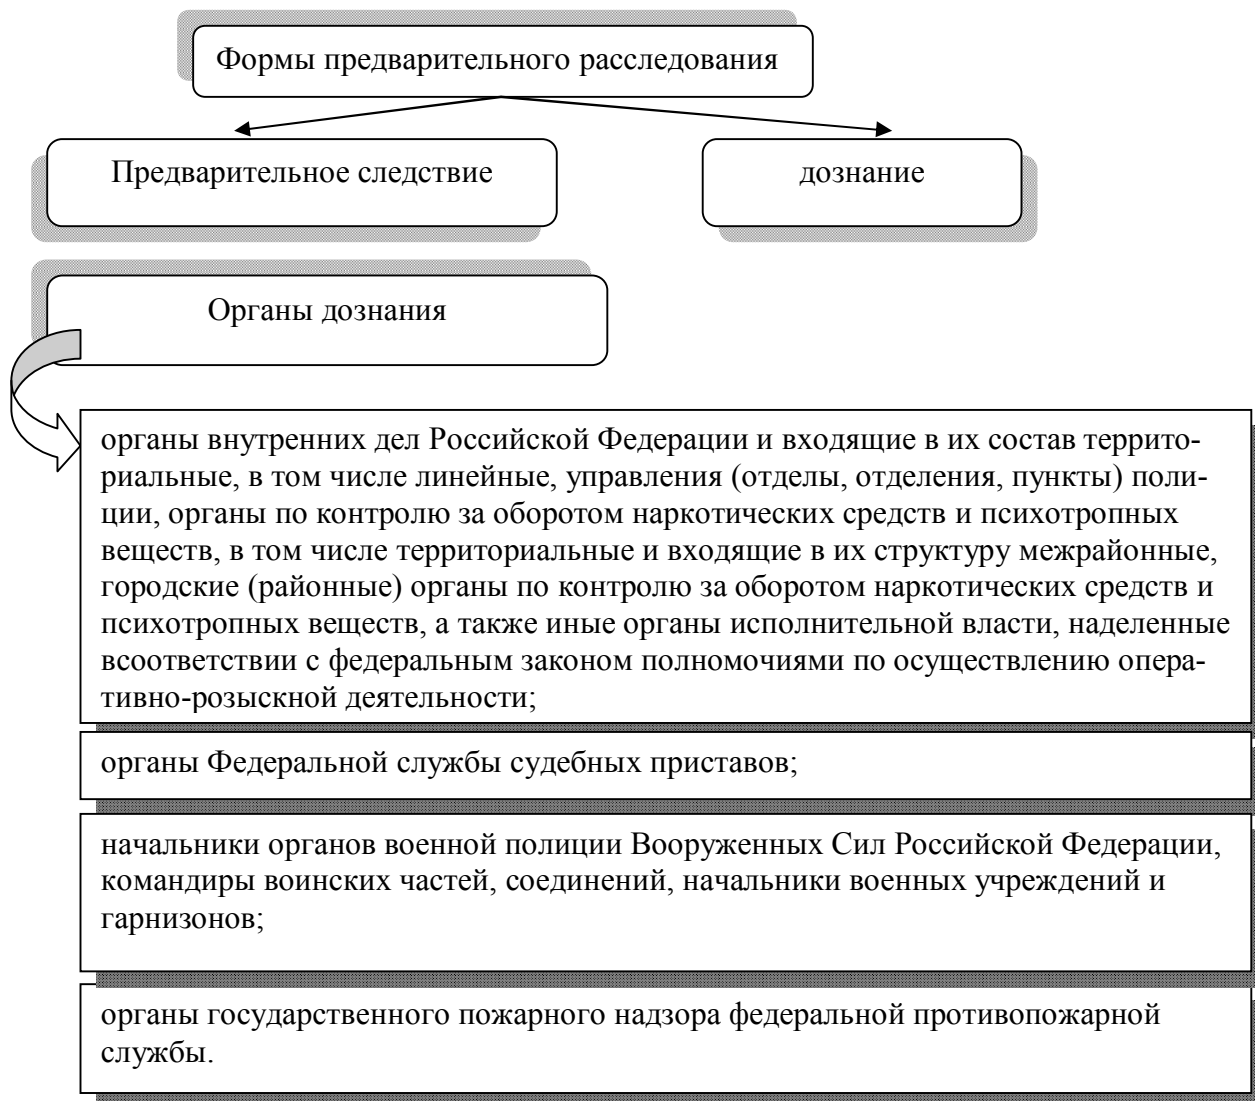 Формы предварительного расследования
Предварительное следствие
дознание
Органы дознания
органы внутренних дел Российской Федерации и входящие в их состав террито-
риальные, в том числе линейные, управления (отделы, отделения, пункты) поли-
ции, органы по контролю за оборотом наркотических средств и психотропных
веществ, в том числе территориальные и входящие в их структуру межрайонные,
городские (районные) органы по контролю за оборотом наркотических средств и
психотропных веществ, а также иные органы исполнительной власти, наделенные
всоответствии с федеральным законом полномочиями по осуществлению опера-
тивно-розыскной деятельности;
органы Федеральной службы судебных приставов;
начальники органов военной полиции Вооруженных Сил Российской Федерации,
командиры воинских частей, соединений, начальники военных учреждений и
гарнизонов;
органы государственного пожарного надзора федеральной противопожарной
службы.